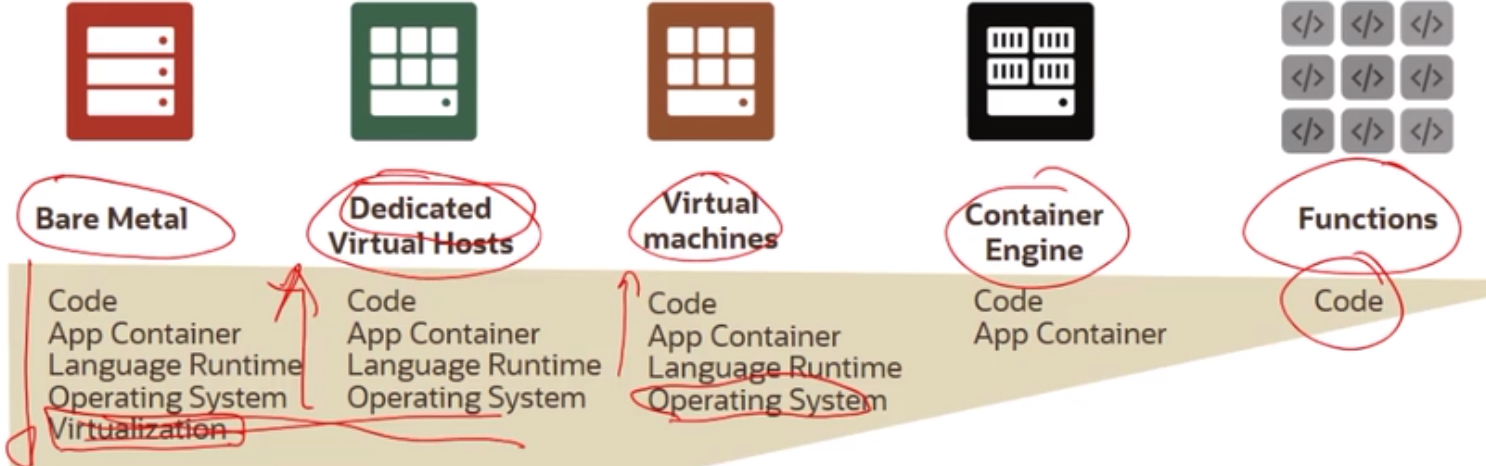 Bare Metal
Dedicated
Virtual Hosts
Virtual
machines
Container
Engine
Functions
Code
App Container
Language Runtime
Operating System
Virtualization
Code
App Container
Language Runtime
Operating System
Code
App Container
Language Runtime
Operating System
Code
App Container
Code